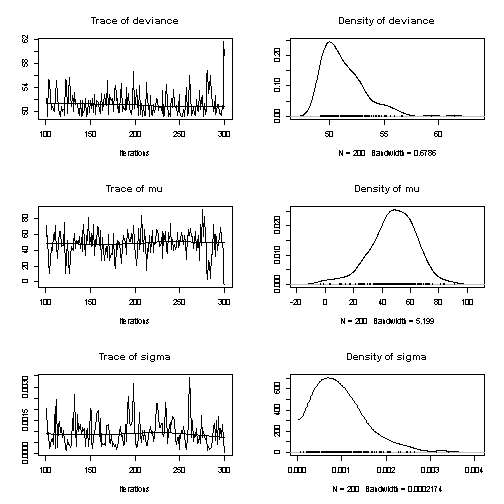 Trace of deviance
Density of deviance
62
58
54
50
100 150 200 250 300
Iterations
0.20
0.10
0.00
50 55 60
N = 200 Bandwidth = 0.6786
Trace of mu
Density of mu
80
60
40
20
0
100 150 200 250 300
Iterations
0.020
0.010
0.000
-20 0 20 40 60 80 100
N = 200 Bandwidth = 5.199
Trace of sigma
Density of sigma
0.0030
0.0015
0.0000
100 150 200 250 300
Iterations
600
400
200
0
0.000 0.001 0.002 0.003 0.004
N = 200 Bandwidth = 0.0002174